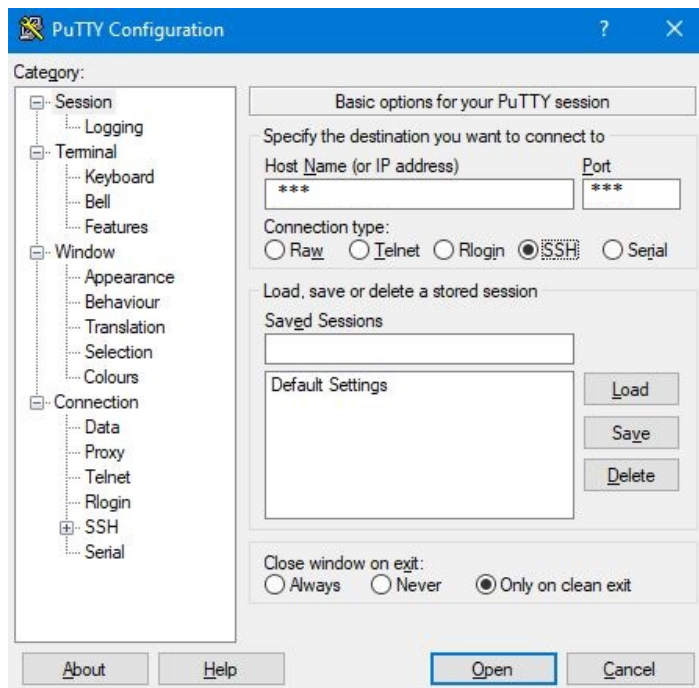 PuTTY Configuration
? ×
Category:
Session
Logging
Terminal
Keyboard
Bell
Features
Window
Appearance
Behaviour
Translation
Selection
Colours
Connection
Data
Proxy
Telnet
Rlogin
SSH
Serial
Basic options for your PuTTY session
Specify the destination you want to connect to
Host Name (or IP address) Port
*** ***
Connection type:
Raw Telnet Rlogin SSH Serial
Load, save or delete a stored session
Saved Sessions
Default Settings
Load
Save
Delete
Close window on exit:
Always Never Only on clean exit
About Help Open Cancel